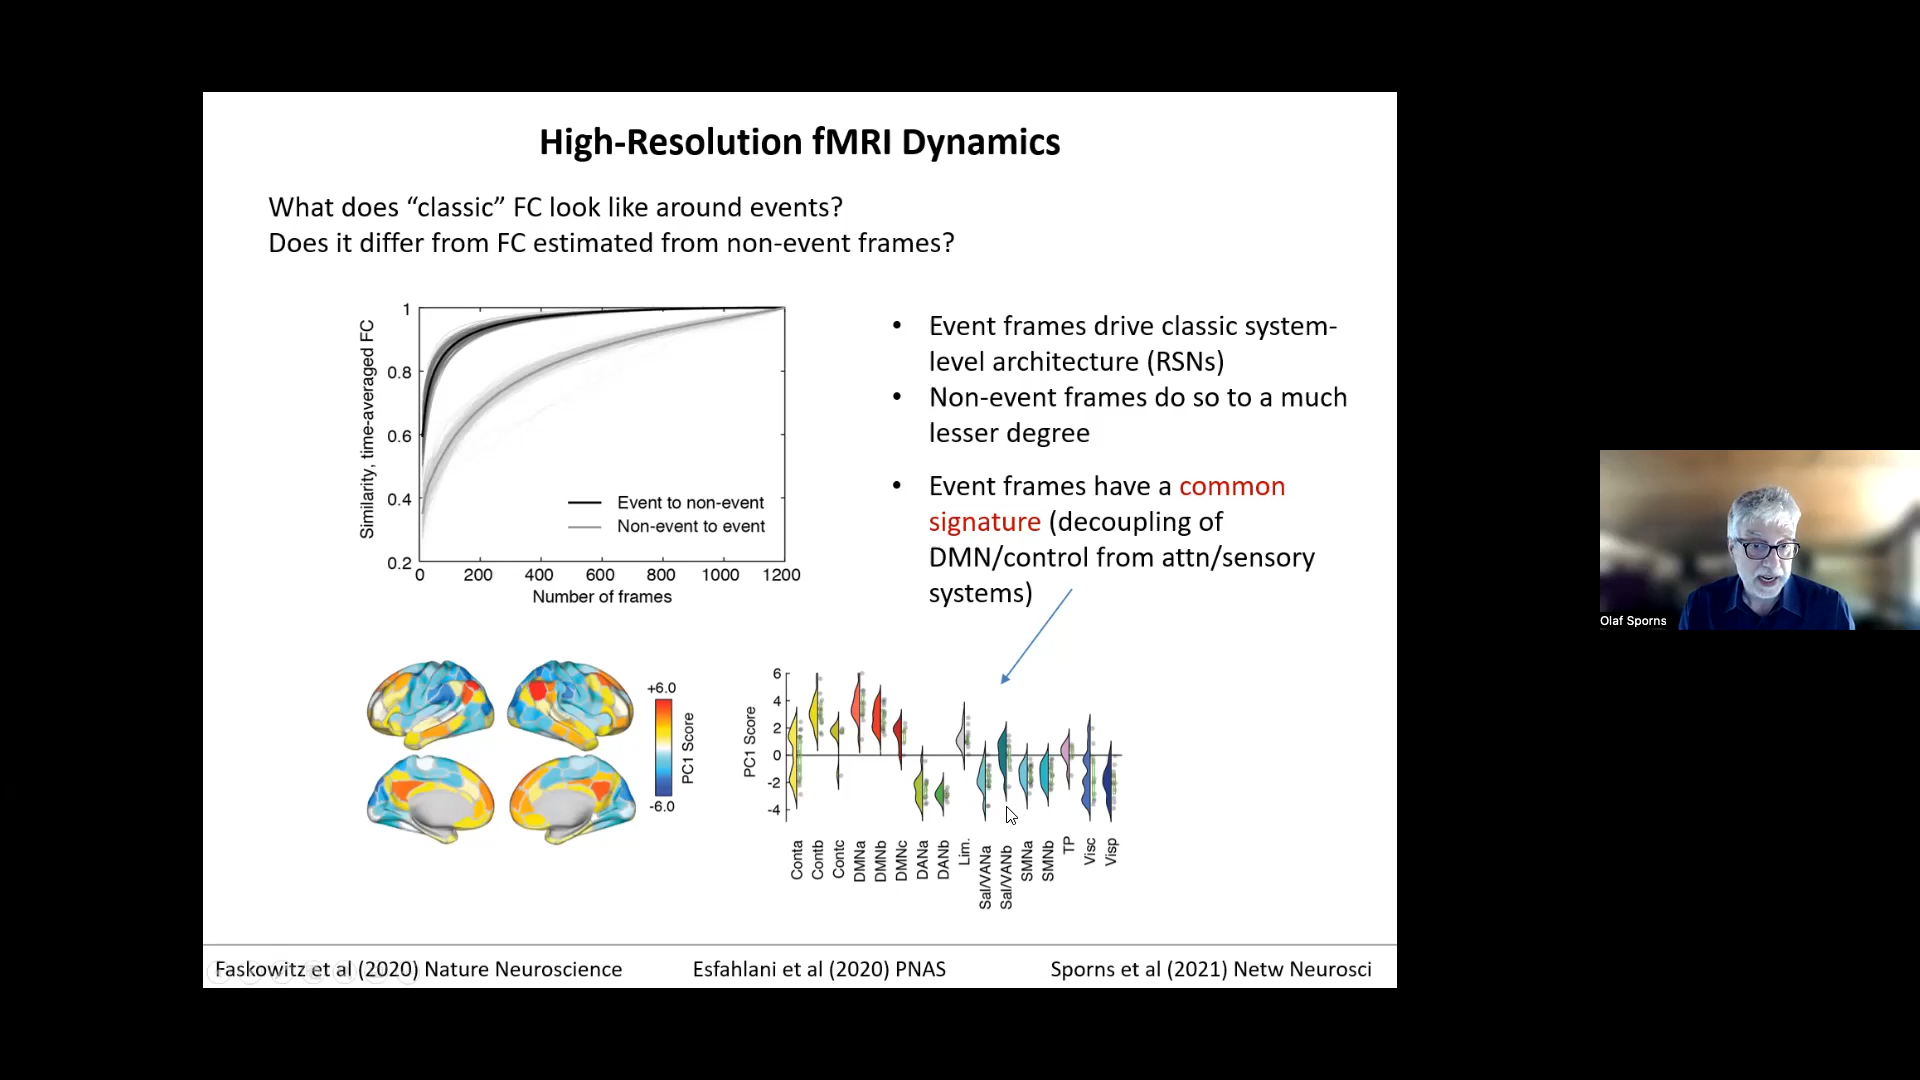 High-Resolution fMRI Dynamics
What does “classic” FC look like around events?
Does it differ from FC estimated from non-event frames?
Similarity, time-averaged FC
1
0.8
0.6
0.4
0.2
0
200
400
600
800
1000
1200
Number of frames
Event to non-event
Non-event to event
• Event frames drive classic system-
level architecture (RSNs)
• Non-event frames do so to a much
lesser degree
• Event frames have a common
signature (decoupling of
DMN/control from attn/sensory
systems)
+6.0
PC1 Score
-6.0
PC1 Score
6
4
2
0
-2
-4
Conta
Contb
Contc
DMNa
DMNb
DMNc
DANa
DANb
Lim.
Sal/VANa
Sal/VANb
SMNa
SMNb
TP
Visc
Visp
Faskowitz et al (2020) Nature Neuroscience
Esfahlani et al (2020) PNAS
Sporns et al (2021) Netw Neurosci
Olaf Sporns